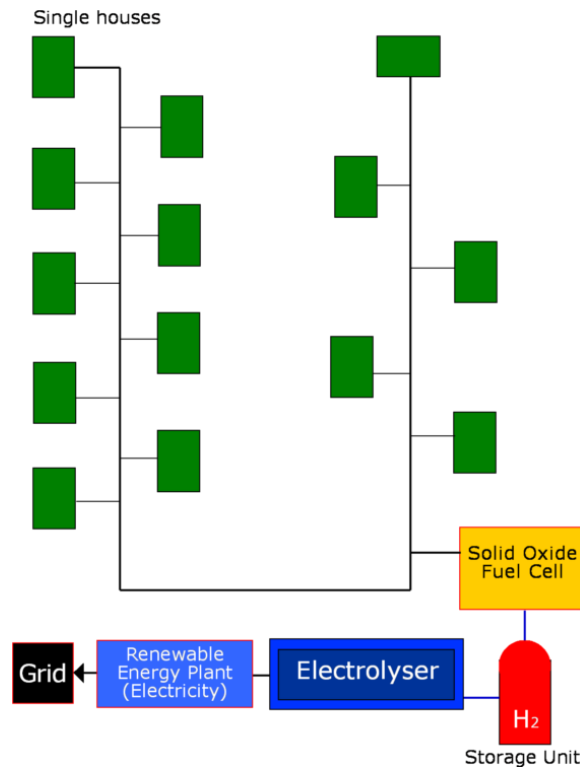 Single houses
Solid Oxide
Fuel Cell
Grid
Renewable
Energy Plant
(Electricity)
Electrolyser
H₂
Storage Unit